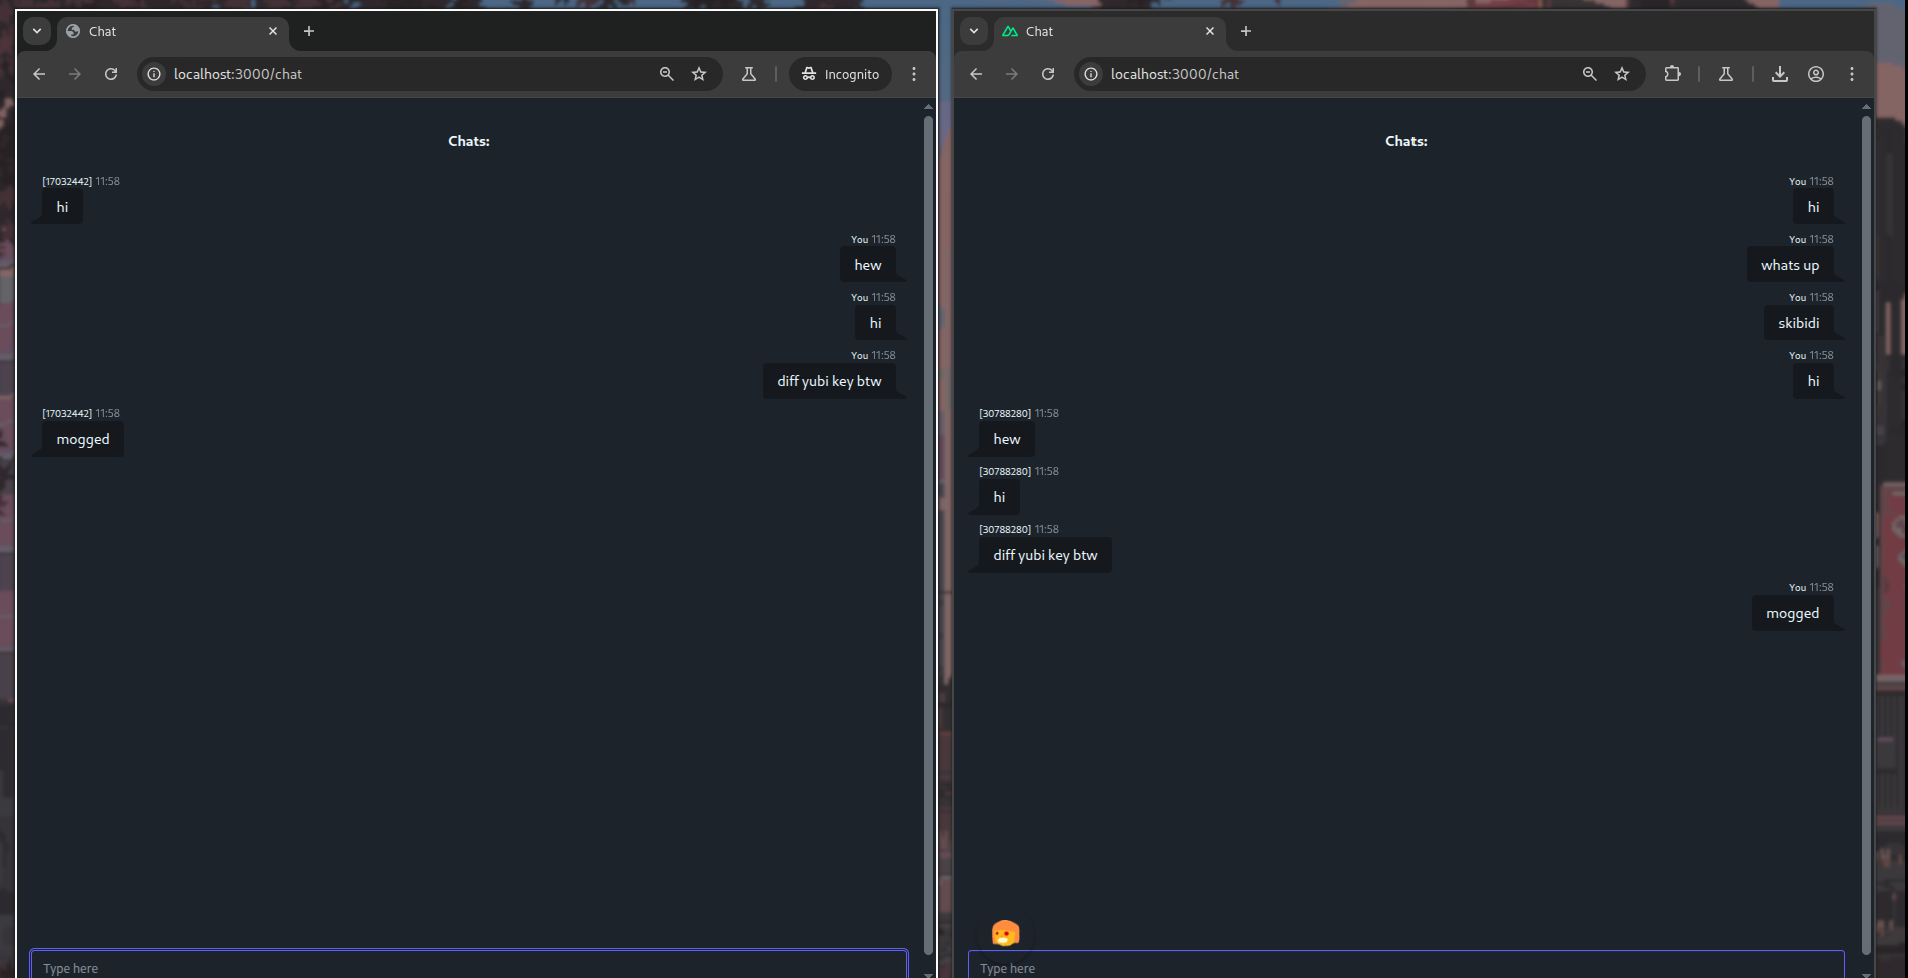 Chat
localhost:3000/chat
Incognito
Chats:
[17032442] 11:58
hi
You 11:58
hew
You 11:58
hi
You 11:58
diff yubi key btw
[17032442] 11:58
mogged
Type here
Chat
localhost:3000/chat
Chats:
You 11:58
hi
You 11:58
whats up
You 11:58
skibidi
You 11:58
hi
[30788280] 11:58
hew
[30788280] 11:58
hi
[30788280] 11:58
diff yubi key btw
You 11:58
mogged
Type here